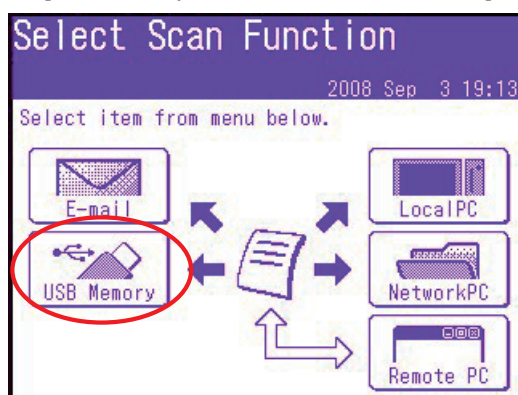 Select Scan Function
2008 Sep 3 19:13
Select item from menu below.
E-mail
LocalPC
USB Memory
NetworkPC
Remote PC